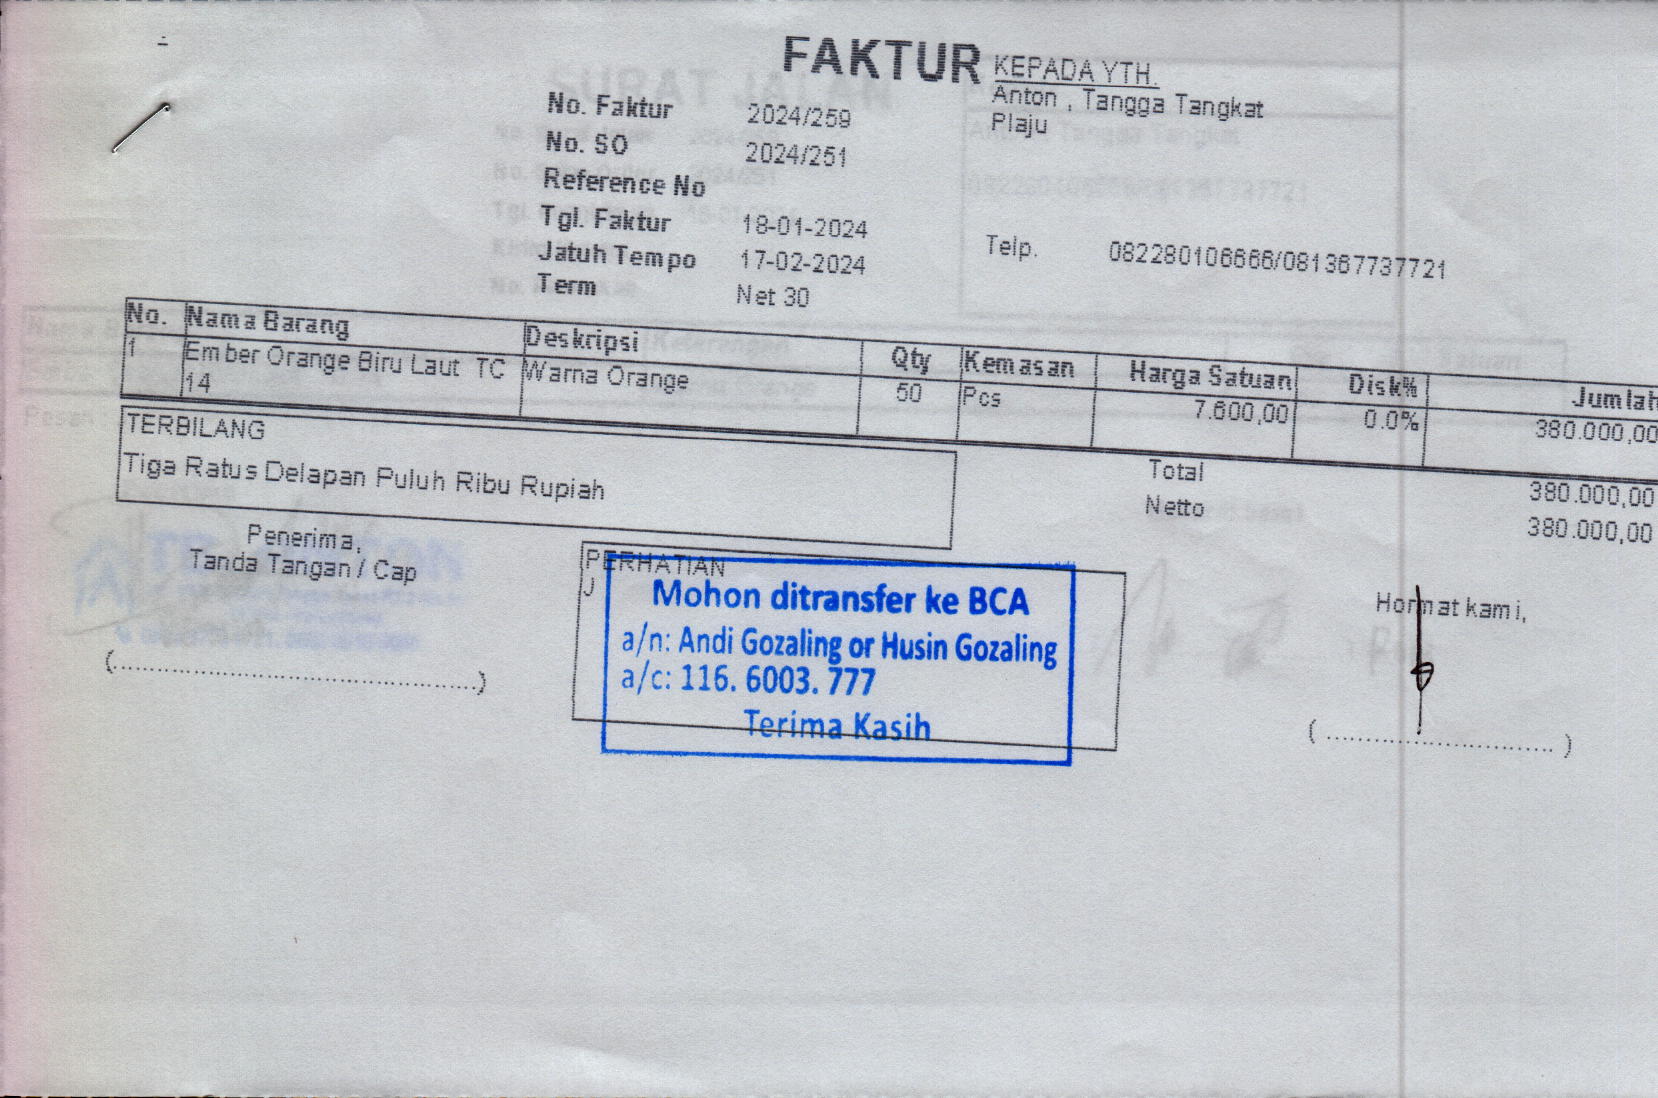 FAKTUR
KEPADA YTH.
Anton , Tangga Tangkat
Plaju
No. Faktur 2024/259
No. SO 2024/251
Reference No
Tgl. Faktur 18-01-2024
Jatuh Tempo 17-02-2024
Term Net 30
Telp. 082280106666/081367737721
No. Nama Barang Deskripsi Qty Kemasan Harga Satuan Disk% Jumlah
1 Ember Orange Biru Laut TC Warna Orange 50 Pcs 7.600,00 0.0% 380.000,00
14
TERBILANG
Tiga Ratus Delapan Puluh Ribu Rupiah
Total 380.000,00
Netto 380.000,00
Penerima,
Tanda Tangan / Cap
(................................................)
PERHATIAN
Mohon ditransfer ke BCA
a/n: Andi Gozaling or Husin Gozaling
a/c: 116. 6003. 777
Terima Kasih
Hormat kami,
( ............................... )